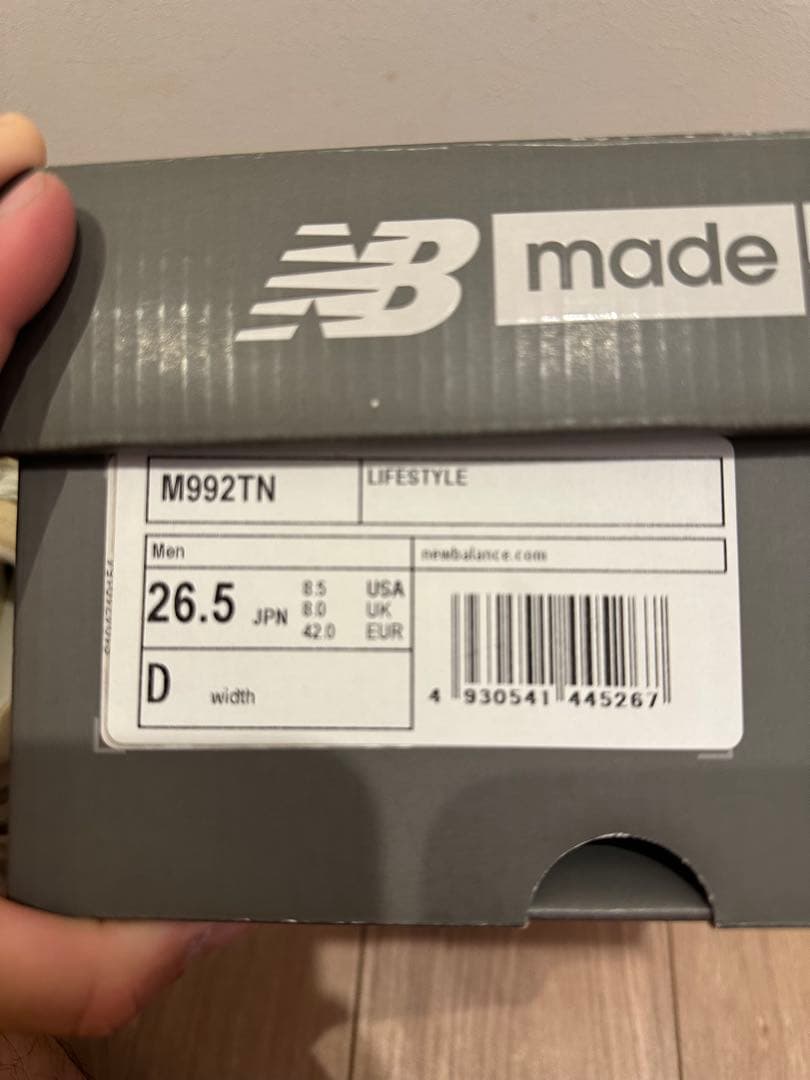 NB made
M992TN
LIFESTYLE
Men
newbalance.com
26.5 JPN
8.5 USA
8.0 UK
42.0 EUR
D width
4 930541 445267